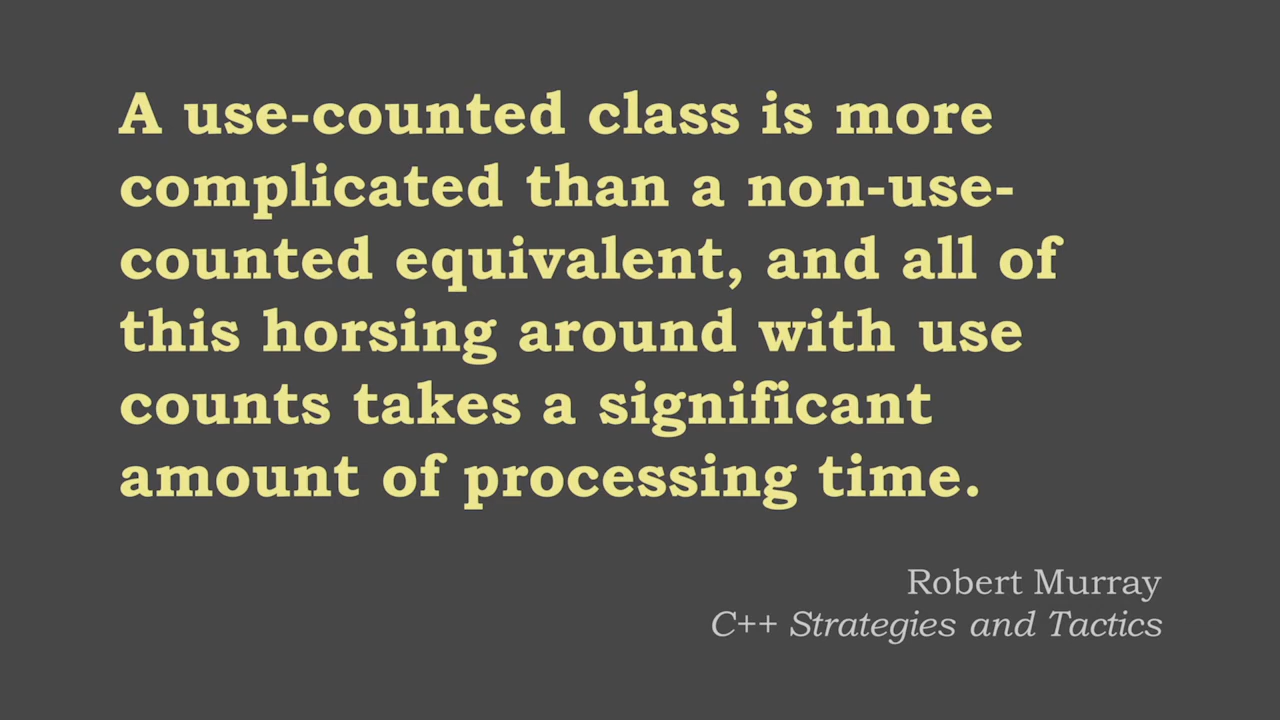 A use-counted class is more
complicated than a non-use-
counted equivalent, and all of
this horsing around with use
counts takes a significant
amount of processing time.
Robert Murray
C++ Strategies and Tactics